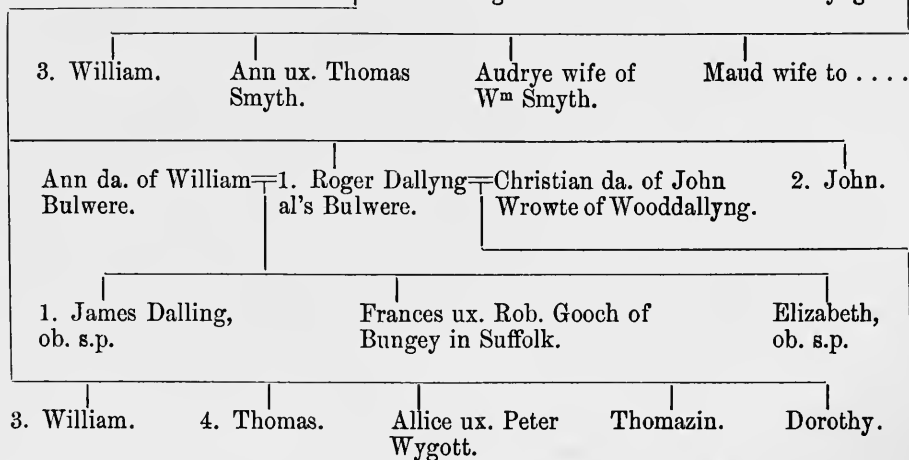 3. William. Ann ux. Thomas Smyth. Audrye wife of Wᵐ Smyth. Maud wife to . . . .
Ann da. of William Bulwere. 1. Roger Dallyng al's Bulwere. Christian da. of John Wrowte of Wooddallyng. 2. John.
1. James Dalling, ob. s.p. Frances ux. Rob. Gooch of Bungey in Suffolk. Elizabeth, ob. s.p.
3. William. 4. Thomas. Allice ux. Peter Wygott. Thomazin. Dorothy.